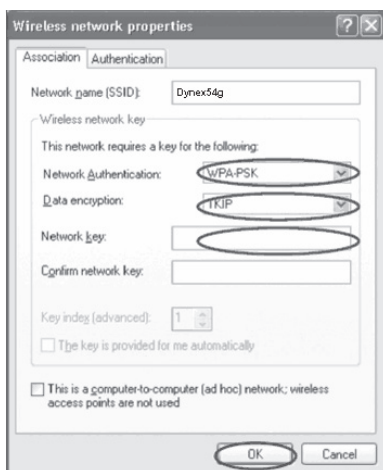 Wireless network properties
Association Authentication
Network name (SSID): Dynex54g
Wireless network key
This network requires a key for the following:
Network Authentication: WPA-PSK
Data encryption: TKIP
Network key:
Confirm network key:
Key index (advanced): 1
The key is provided for me automatically
This is a computer-to-computer (ad hoc) network; wireless
access points are not used
OK Cancel